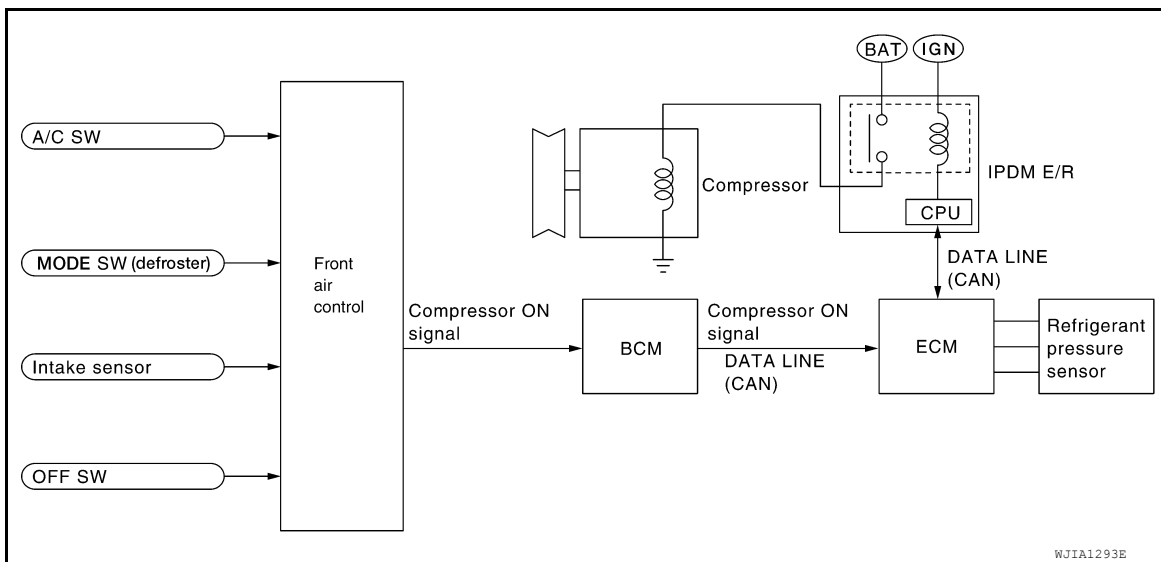 BAT
IGN
A/C SW
Compressor
IPDM E/R
CPU
MODE SW (defroster)
Front
air
control
DATA LINE
(CAN)
Compressor ON
signal
BCM
Compressor ON
signal
DATA LINE
(CAN)
ECM
Refrigerant
pressure
sensor
Intake sensor
OFF SW
WJIA1293E